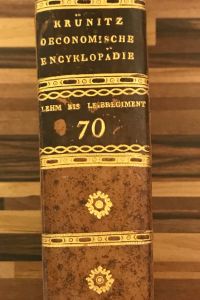 KRÜNITZ
OECONOMISCHE
ENCYKLOPÄDIE
LEHM BIS LEIBREGIMENT
70